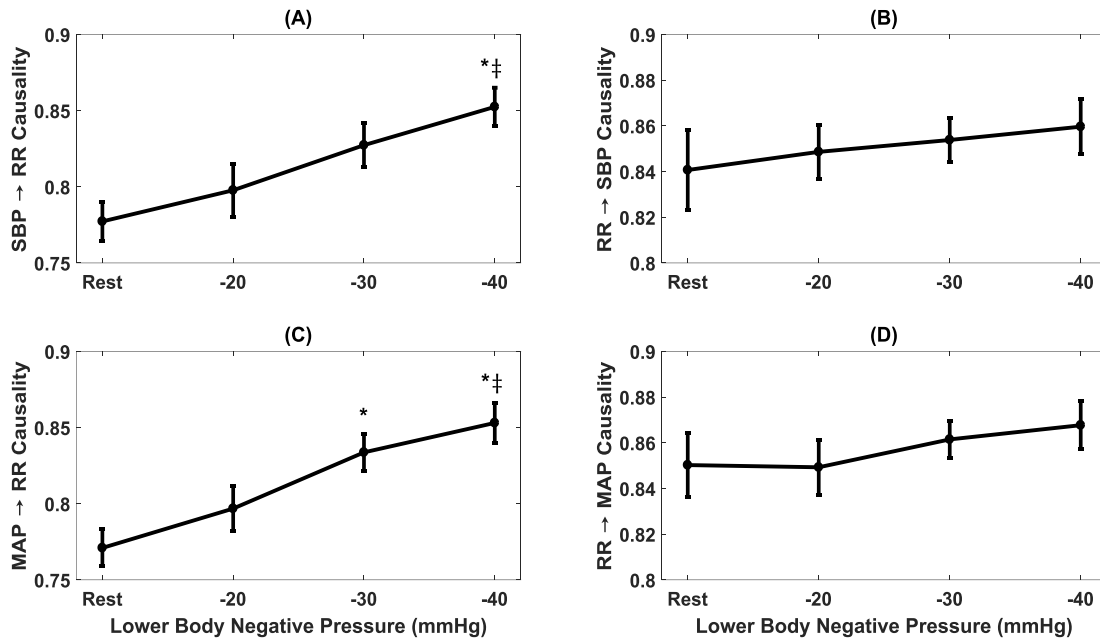 (A)
SBP → RR Causality
0.9
0.85
0.8
0.75
*‡
Rest -20 -30 -40
(B)
RR → SBP Causality
0.9
0.88
0.86
0.84
0.82
0.8
Rest -20 -30 -40
(C)
MAP → RR Causality
0.9
0.85
0.8
0.75
*
*‡
Rest -20 -30 -40
Lower Body Negative Pressure (mmHg)
(D)
RR → MAP Causality
0.9
0.88
0.86
0.84
0.82
0.8
Rest -20 -30 -40
Lower Body Negative Pressure (mmHg)